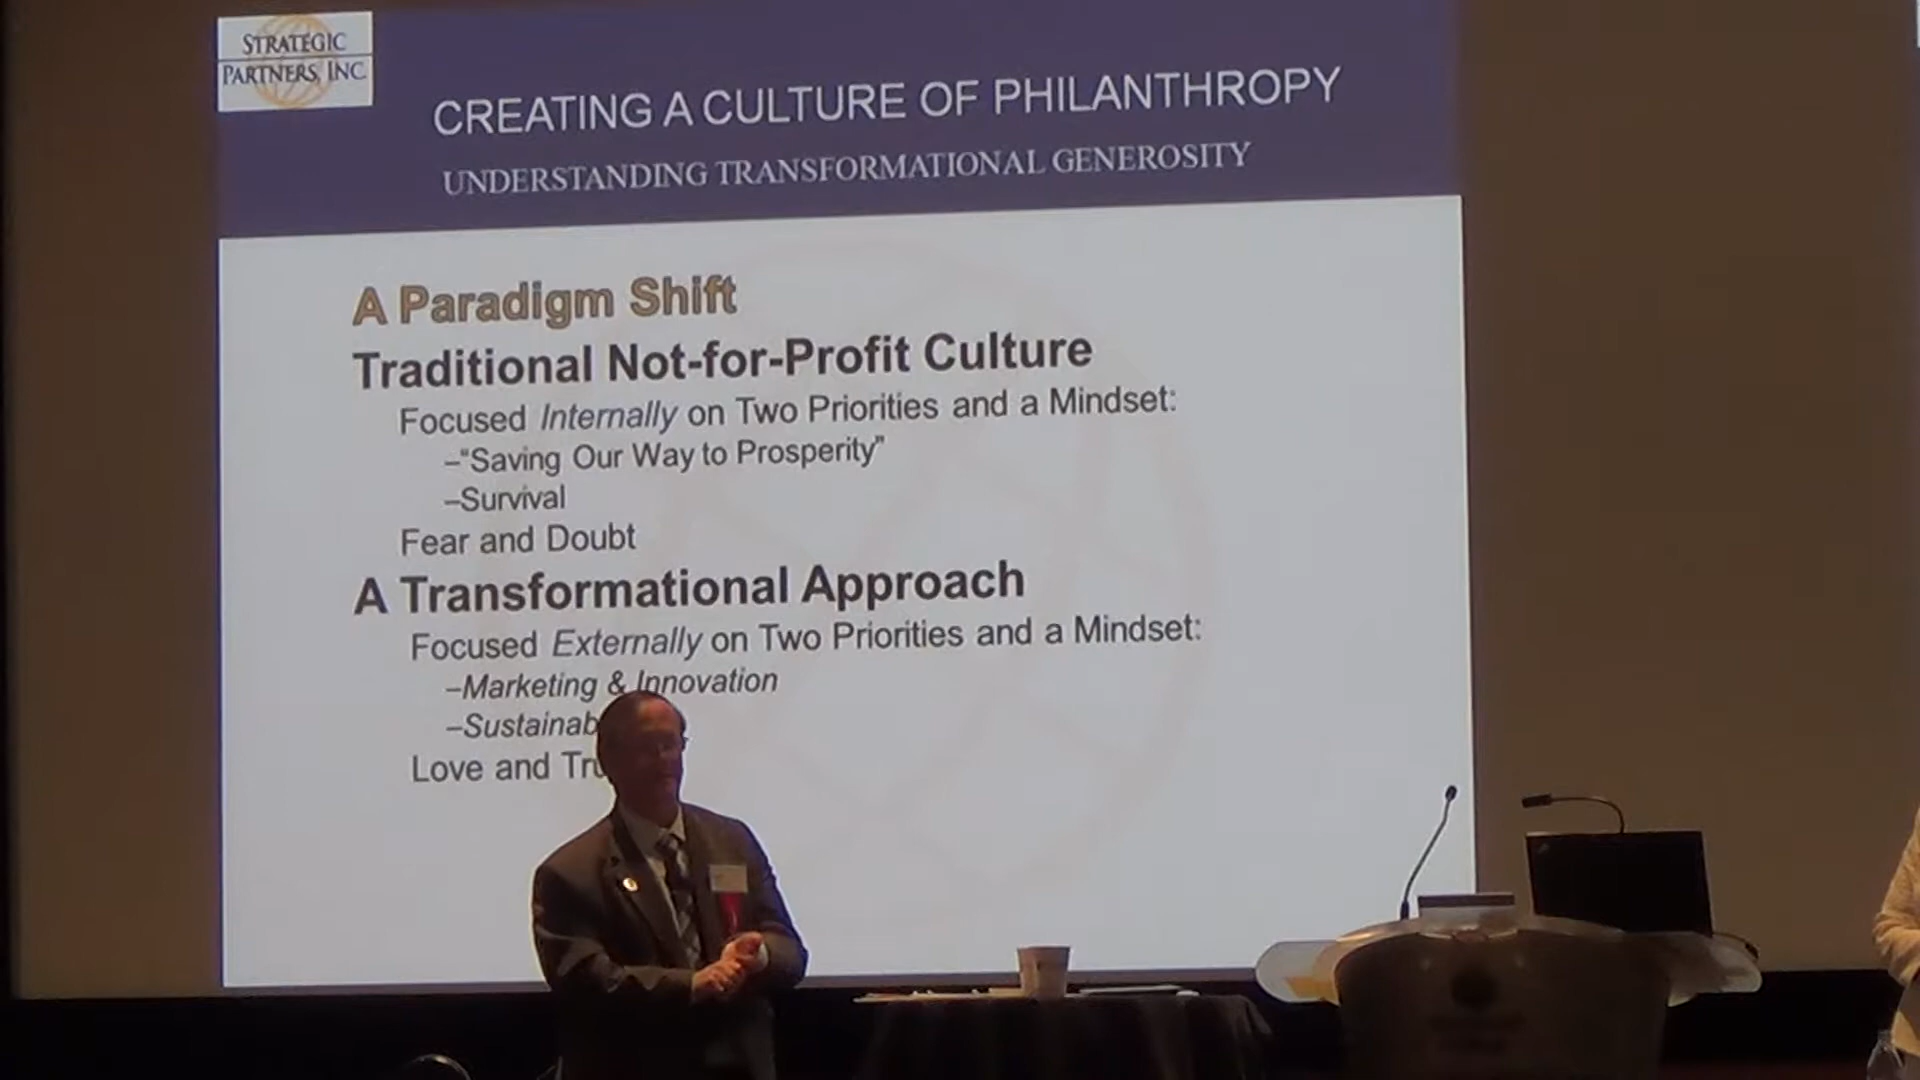 STRATEGIC
PARTNERS, INC.
CREATING A CULTURE OF PHILANTHROPY
UNDERSTANDING TRANSFORMATIONAL GENEROSITY
A Paradigm Shift
Traditional Not-for-Profit Culture
Focused Internally on Two Priorities and a Mindset:
–“Saving Our Way to Prosperity”
–Survival
Fear and Doubt
A Transformational Approach
Focused Externally on Two Priorities and a Mindset:
–Marketing & Innovation
–Sustainab
Love and Tru